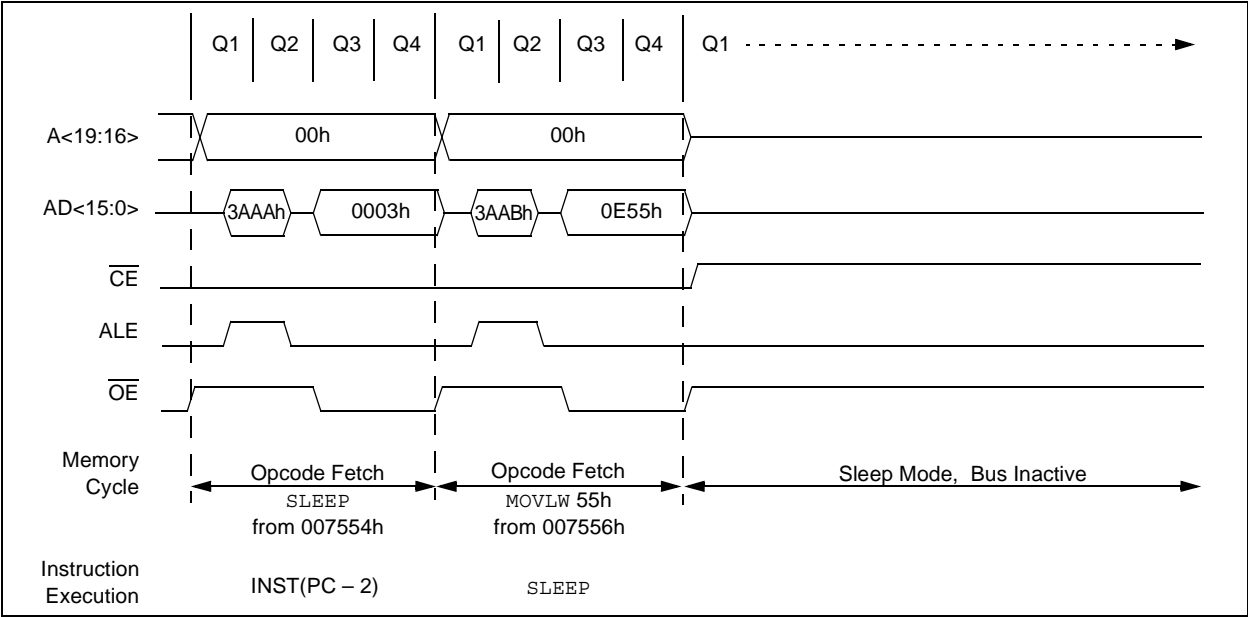 Q1 Q2 Q3 Q4 Q1 Q2 Q3 Q4 Q1
A<19:16> 00h 00h
AD<15:0> 3AAAh 0003h 3AABh 0E55h
CE
ALE
OE
Memory
Cycle
Opcode Fetch
SLEEP
from 007554h
Opcode Fetch
MOVLW 55h
from 007556h
Sleep Mode, Bus Inactive
Instruction
Execution
INST(PC – 2)
SLEEP